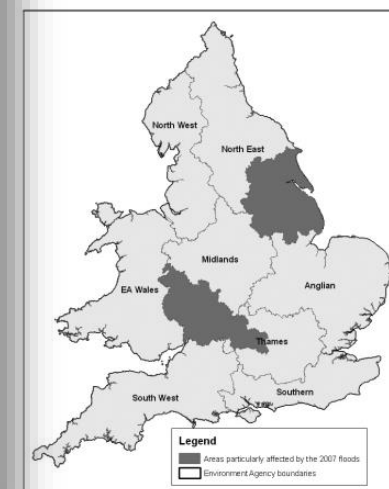 North West
North East
Midlands
EA Wales
Anglian
Thames
South West
Southern
Legend
Areas particularly affected by the 2007 floods
Environment Agency boundaries